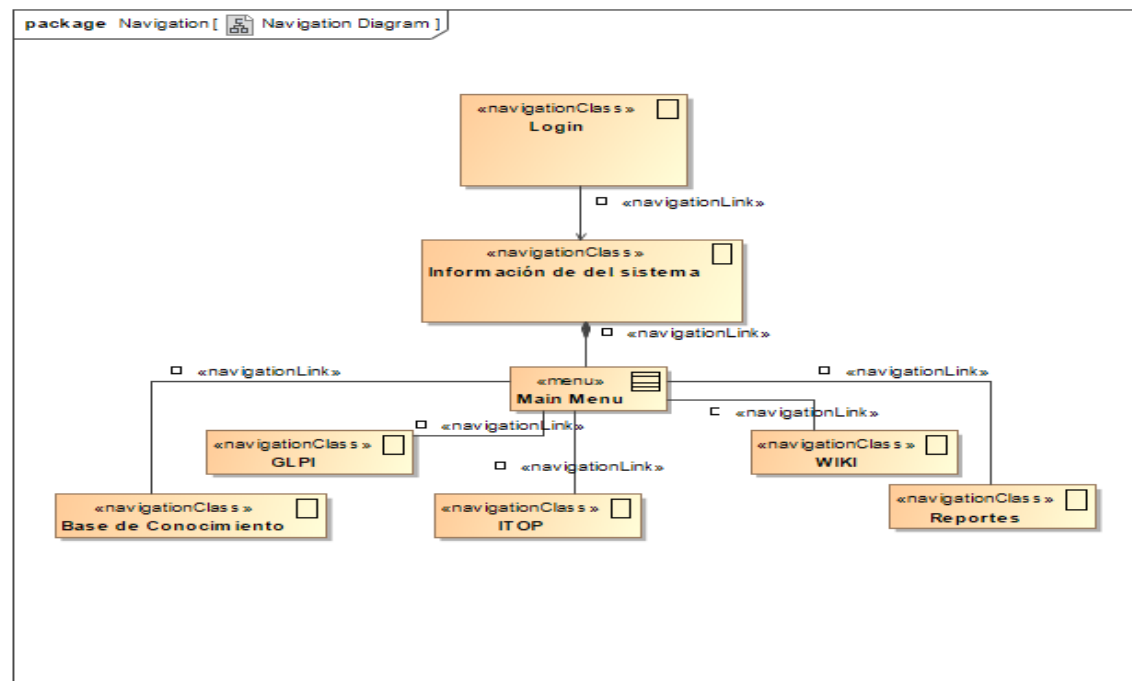 package Navigation [ Navigation Diagram ]
«navigationClass»
Login
«navigationLink»
«navigationClass»
Información de del sistema
«navigationLink»
«navigationLink»
«menu»
Main Menu
«navigationLink»
«navigationLink»
«navigationLink»
«navigationClass»
GLPI
«navigationLink»
«navigationClass»
WIKI
«navigationClass»
Base de Conocimiento
«navigationClass»
ITOP
«navigationClass»
Reportes